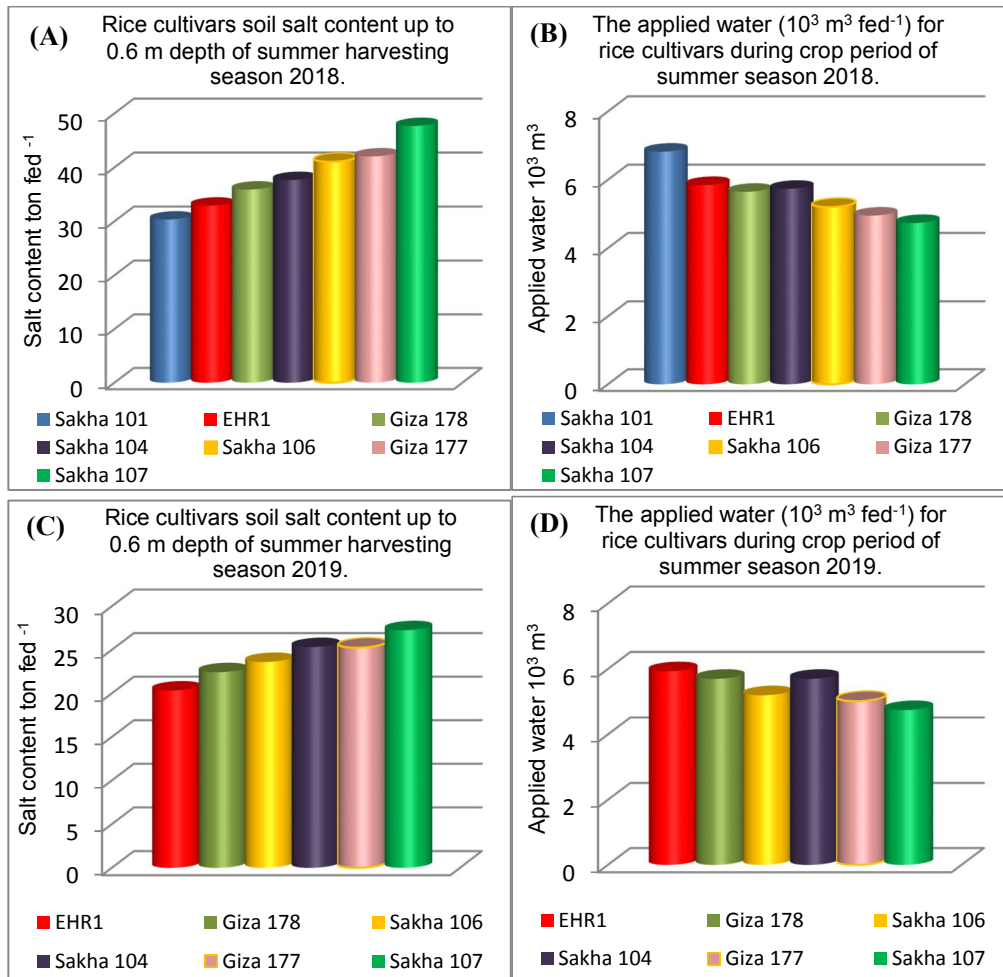 (A)
Rice cultivars soil salt content up to
0.6 m depth of summer harvesting
season 2018.
Salt content ton fed ⁻¹
50
40
30
20
10
0
Sakha 101 EHR1 Giza 178
Sakha 104 Sakha 106 Giza 177
Sakha 107
(B)
The applied water (10³ m³ fed⁻¹) for
rice cultivars during crop period of
summer season 2018.
Applied water 10³ m³
8
6
4
2
0
Sakha 101 EHR1 Giza 178
Sakha 104 Sakha 106 Giza 177
Sakha 107
(C)
Rice cultivars soil salt content up to
0.6 m depth of summer harvesting
season 2019.
Salt content ton fed ⁻¹
30
25
20
15
10
5
0
EHR1 Giza 178 Sakha 106
Sakha 104 Giza 177 Sakha 107
(D)
The applied water (10³ m³ fed⁻¹) for
rice cultivars during crop period of
summer season 2019.
Applied water 10³ m³
8
6
4
2
0
EHR1 Giza 178 Sakha 106
Sakha 104 Giza 177 Sakha 107